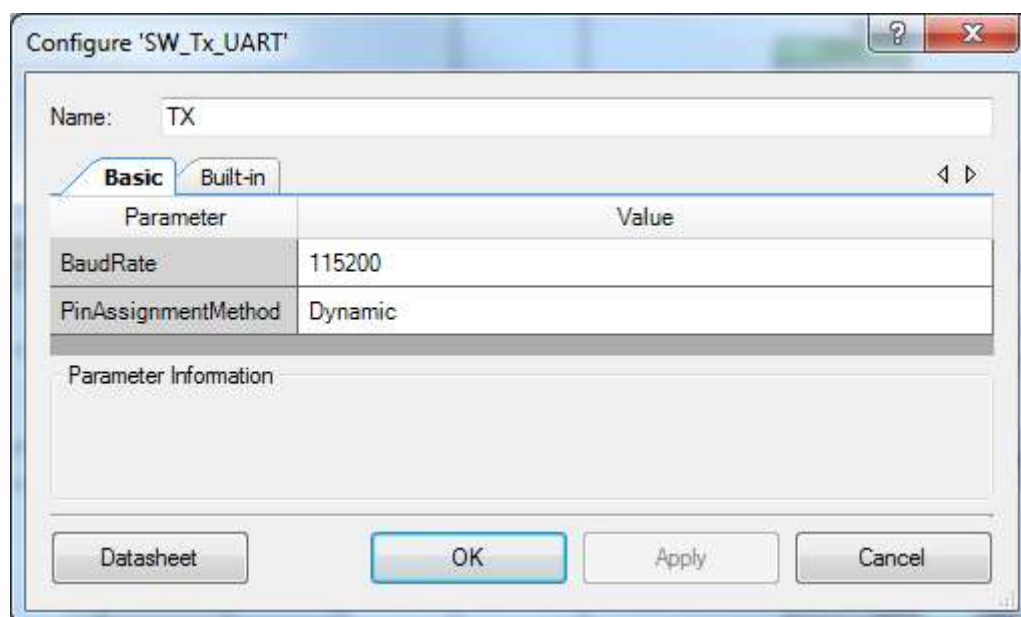 Configure 'SW_Tx_UART'
Name: TX
Basic Built-in
Parameter Value
BaudRate 115200
PinAssignmentMethod Dynamic
Parameter Information
Datasheet OK Apply Cancel